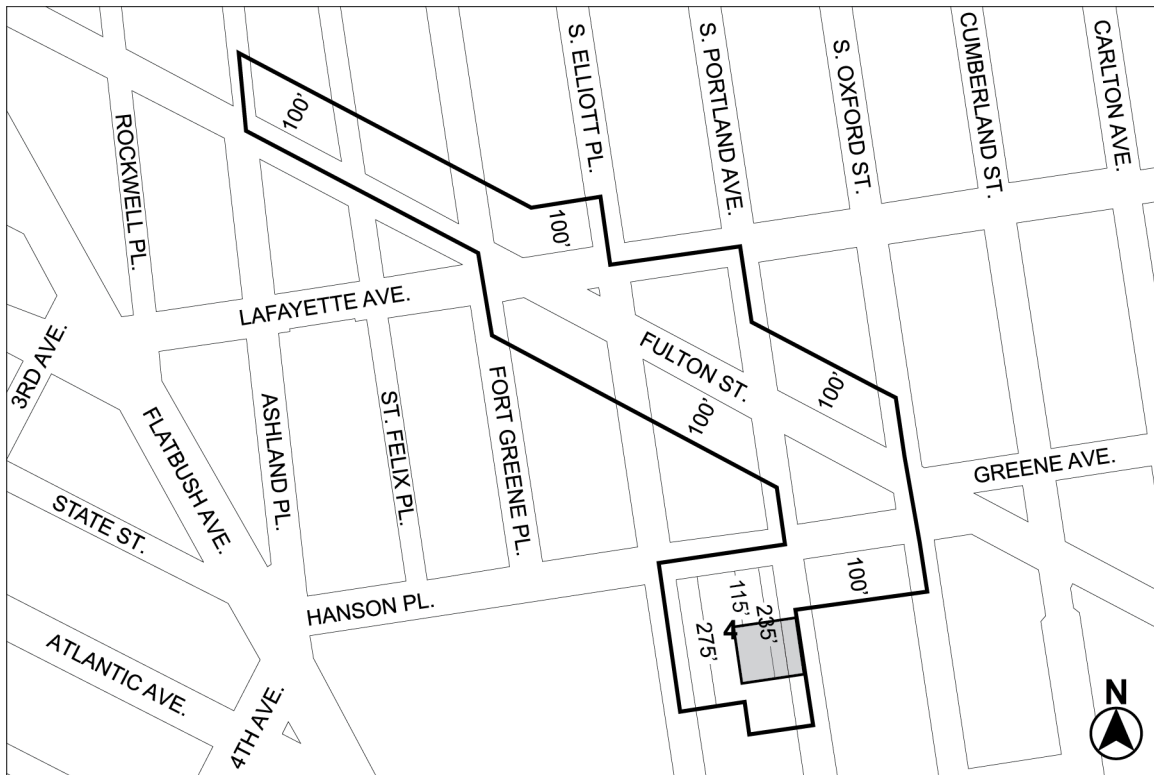 S. ELLIOTT PL.
S. PORTLAND AVE.
S. OXFORD ST.
CUMBERLAND ST.
CARLTON AVE.
100’
ROCKWELL PL.
100’
LAFAYETTE AVE.
3RD AVE.
FULTON ST.
100’
100’
FLATBUSH AVE.
ASHLAND PL.
ST. FELIX PL.
FORT GREENE PL.
GREENE AVE.
STATE ST.
HANSON PL.
100’
115’
235’
275’
4
ATLANTIC AVE.
4TH AVE.
N